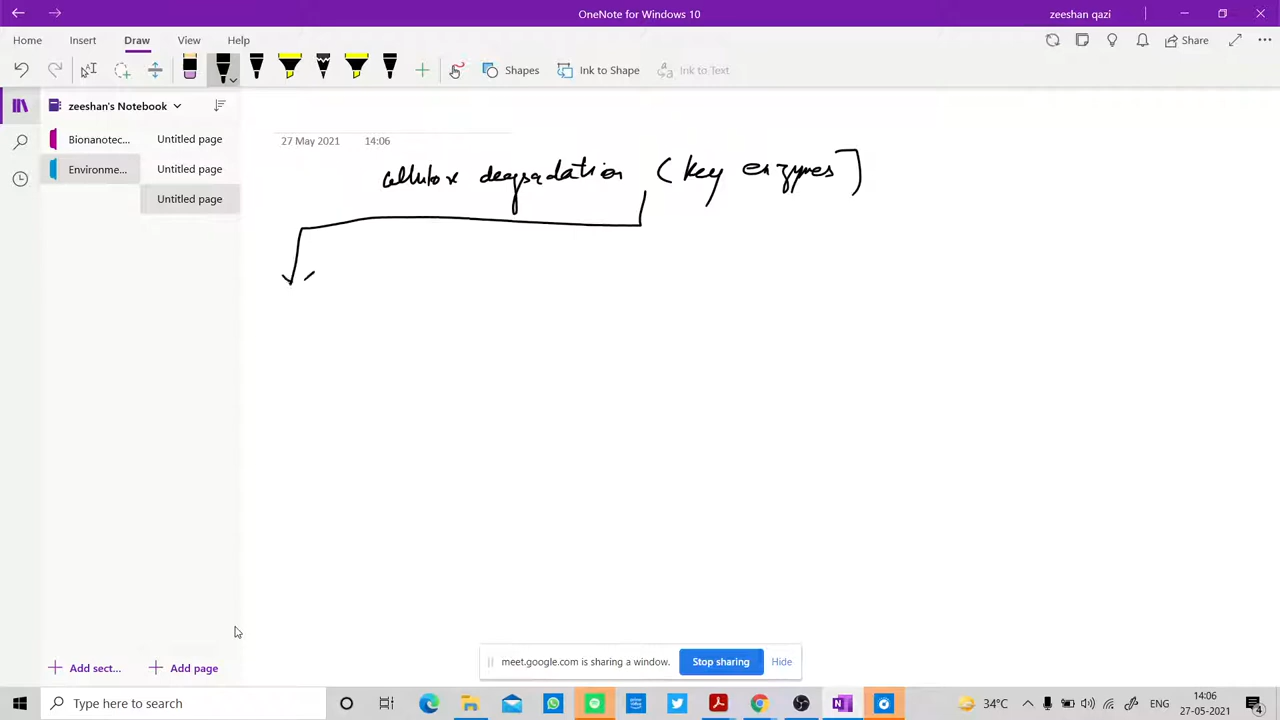 OneNote for Windows 10
zeeshan qazi
Home Insert Draw View Help
Share
Shapes Ink to Shape Ink to Text
zeeshan's Notebook
Bionanotec... Untitled page
Environme... Untitled page
Untitled page
27 May 2021 14:06
degradation (key enzymes]
Add sect... Add page
meet.google.com is sharing a window. Stop sharing Hide
Type here to search
34°C ENG 14:06 27-05-2021 4